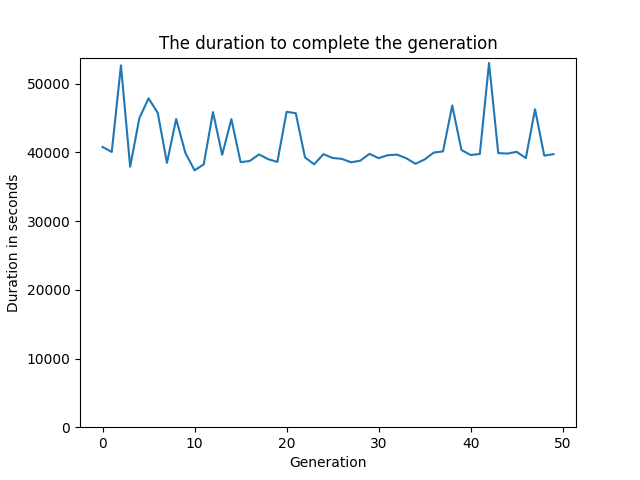 The duration to complete the generation
50000
40000
30000
20000
10000
0
Duration in seconds
0 10 20 30 40 50
Generation